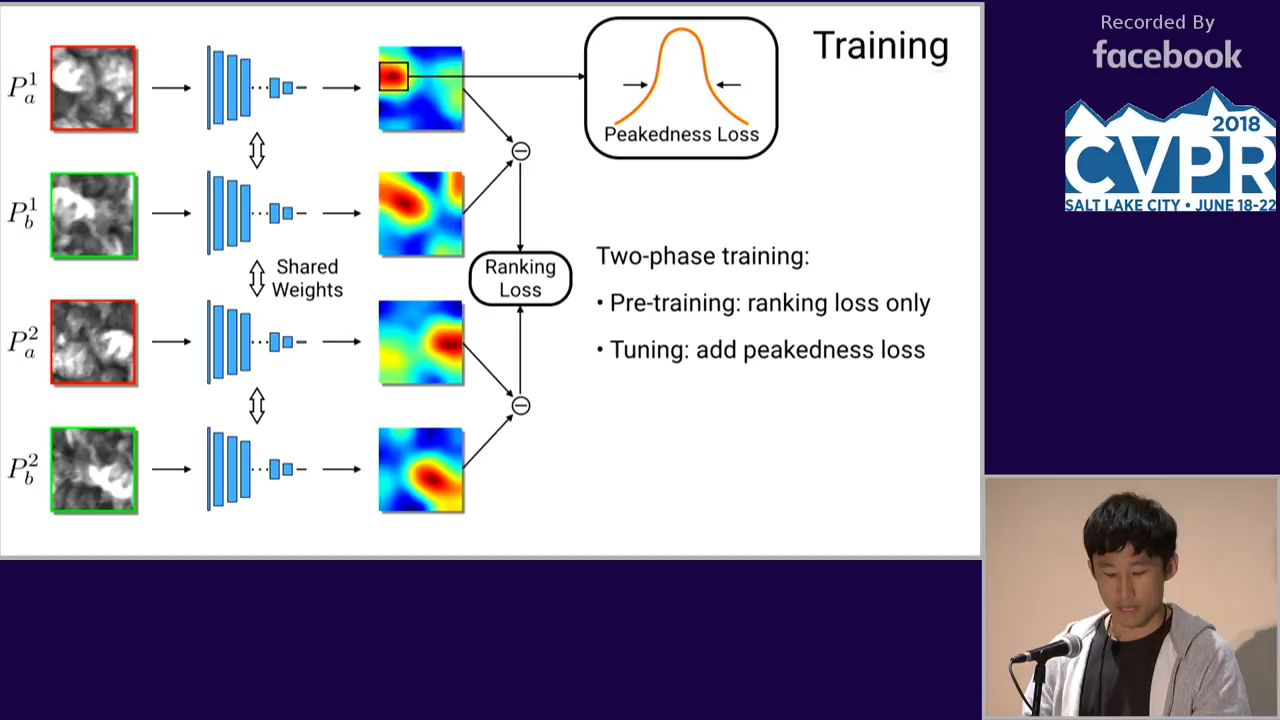 Training
P_a^1
P_b^1
P_a^2
P_b^2
Shared
Weights
Ranking
Loss
Peakedness Loss
Two-phase training:
• Pre-training: ranking loss only
• Tuning: add peakedness loss
Recorded By
facebook
2018
CVPR
SALT LAKE CITY • JUNE 18-22